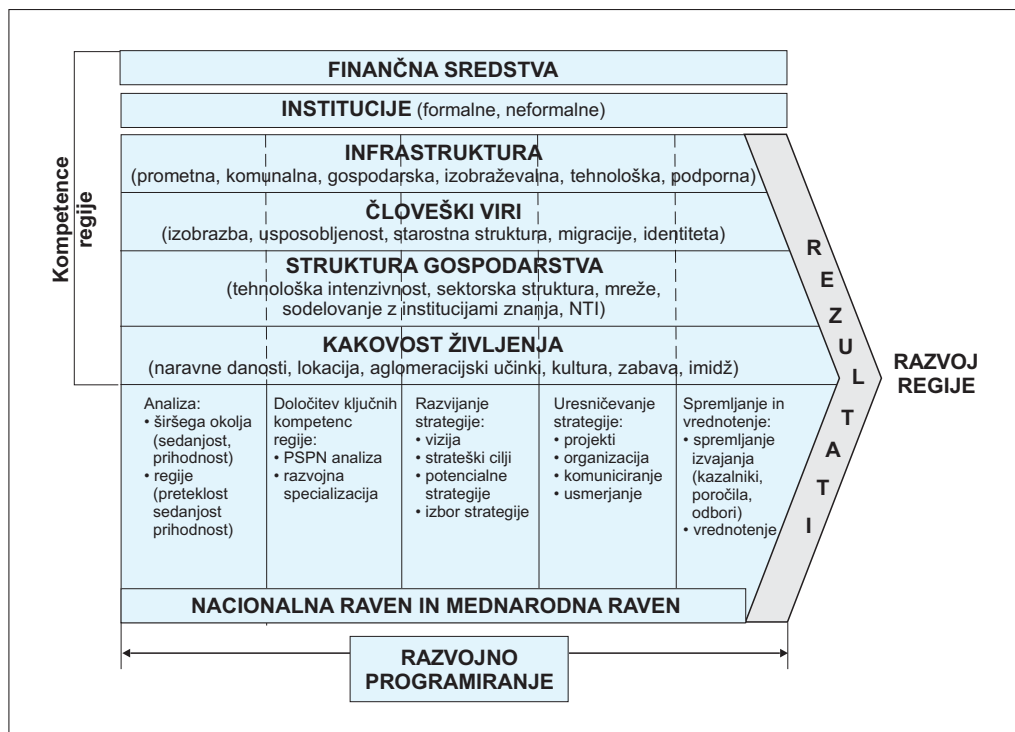 Kompetence
regije
FINANČNA SREDSTVA
INSTITUCIJE (formalne, neformalne)
INFRASTRUKTURA
(prometna, komunalna, gospodarska, izobraževalna, tehnološka, podporna)
ČLOVEŠKI VIRI
(izobrazba, usposobljenost, starostna struktura, migracije, identiteta)
STRUKTURA GOSPODARSTVA
(tehnološka intenzivnost, sektorska struktura, mreže,
sodelovanje z institucijami znanja, NTI)
KAKOVOST ŽIVLJENJA
(naravne danosti, lokacija, aglomeracijski učinki, kultura, zabava, imidž)
Analiza:
• širšega okolja
(sedanjost,
prihodnost)
• regije
(preteklost
sedanjost
prihodnost)
Določitev ključnih
kompetenc
regije:
• PSPN analiza
• razvojna
specializacija
Razvijanje
strategije:
• vizija
• strateški cilji
• potencialne
strategije
• izbor strategije
Uresničevanje
strategije:
• projekti
• organizacija
• komuniciranje
• usmerjanje
Spremljanje in
vrednotenje:
• spremljanje
izvajanja
(kazalniki,
poročila,
odbori)
• vrednotenje
REZULTATI
RAZVOJ
REGIJE
NACIONALNA RAVEN IN MEDNARODNA RAVEN
RAZVOJNO
PROGRAMIRANJE